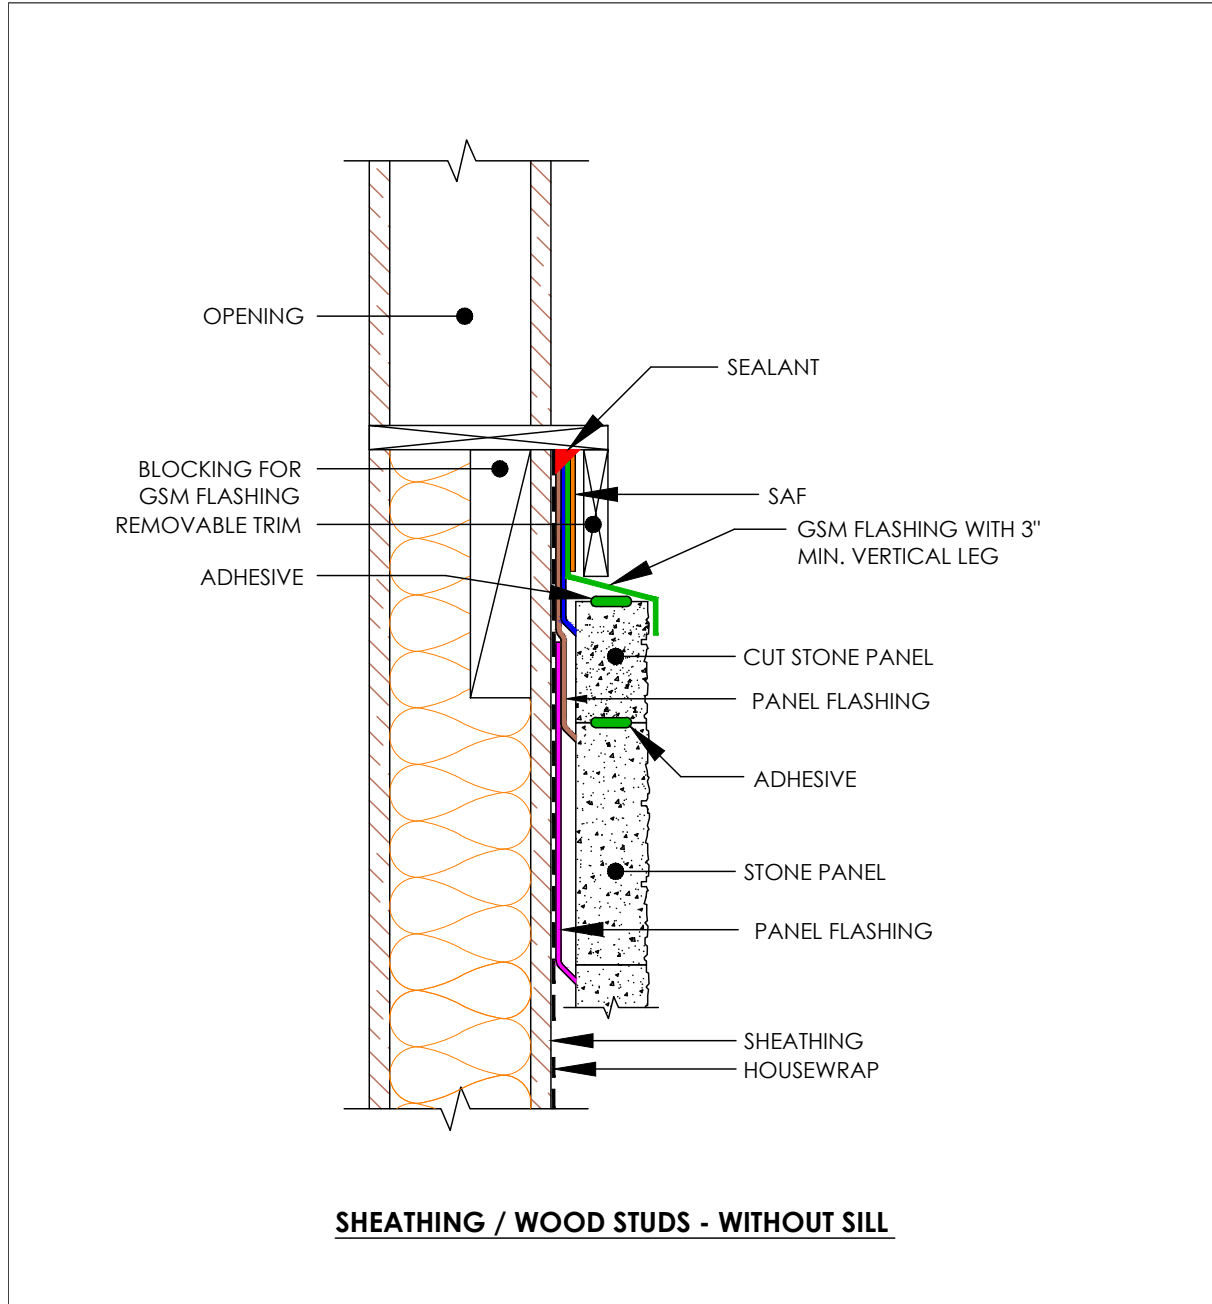 OPENING
SEALANT
BLOCKING FOR
GSM FLASHING
REMOVABLE TRIM
SAF
GSM FLASHING WITH 3"
MIN. VERTICAL LEG
ADHESIVE
CUT STONE PANEL
PANEL FLASHING
ADHESIVE
STONE PANEL
PANEL FLASHING
SHEATHING
HOUSEWRAP
SHEATHING / WOOD STUDS - WITHOUT SILL